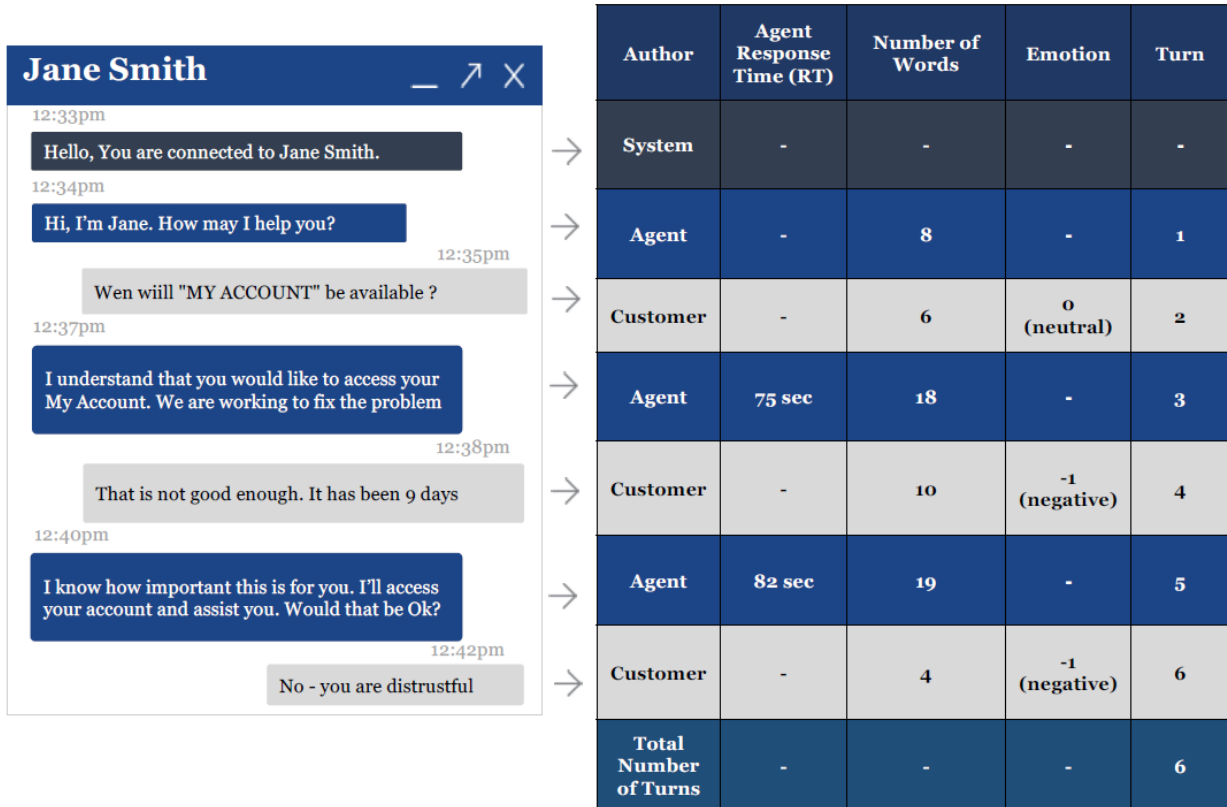 Jane Smith
12:33pm
Hello, You are connected to Jane Smith.
12:34pm
Hi, I'm Jane. How may I help you?
12:35pm
Wen wiill "MY ACCOUNT" be available ?
12:37pm
I understand that you would like to access your
My Account. We are working to fix the problem
12:38pm
That is not good enough. It has been 9 days
12:40pm
I know how important this is for you. I'll access
your account and assist you. Would that be Ok?
12:42pm
No - you are distrustful
Author
Agent
Response
Time (RT)
Number of
Words
Emotion
Turn
System
-
-
-
-
Agent
-
8
-
1
Customer
-
6
0
(neutral)
2
Agent
75 sec
18
-
3
Customer
-
10
-1
(negative)
4
Agent
82 sec
19
-
5
Customer
-
4
-1
(negative)
6
Total
Number
of Turns
-
-
-
6